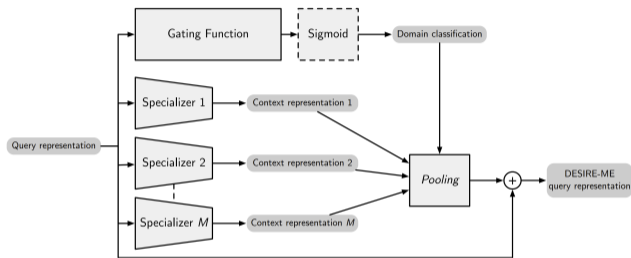 Gating Function
Sigmoid
Domain classification
Specializer 1
Context representation 1
Query representation
Specializer 2
Context representation 2
Pooling
+
DESIRE-ME
query representation
Specializer M
Context representation M